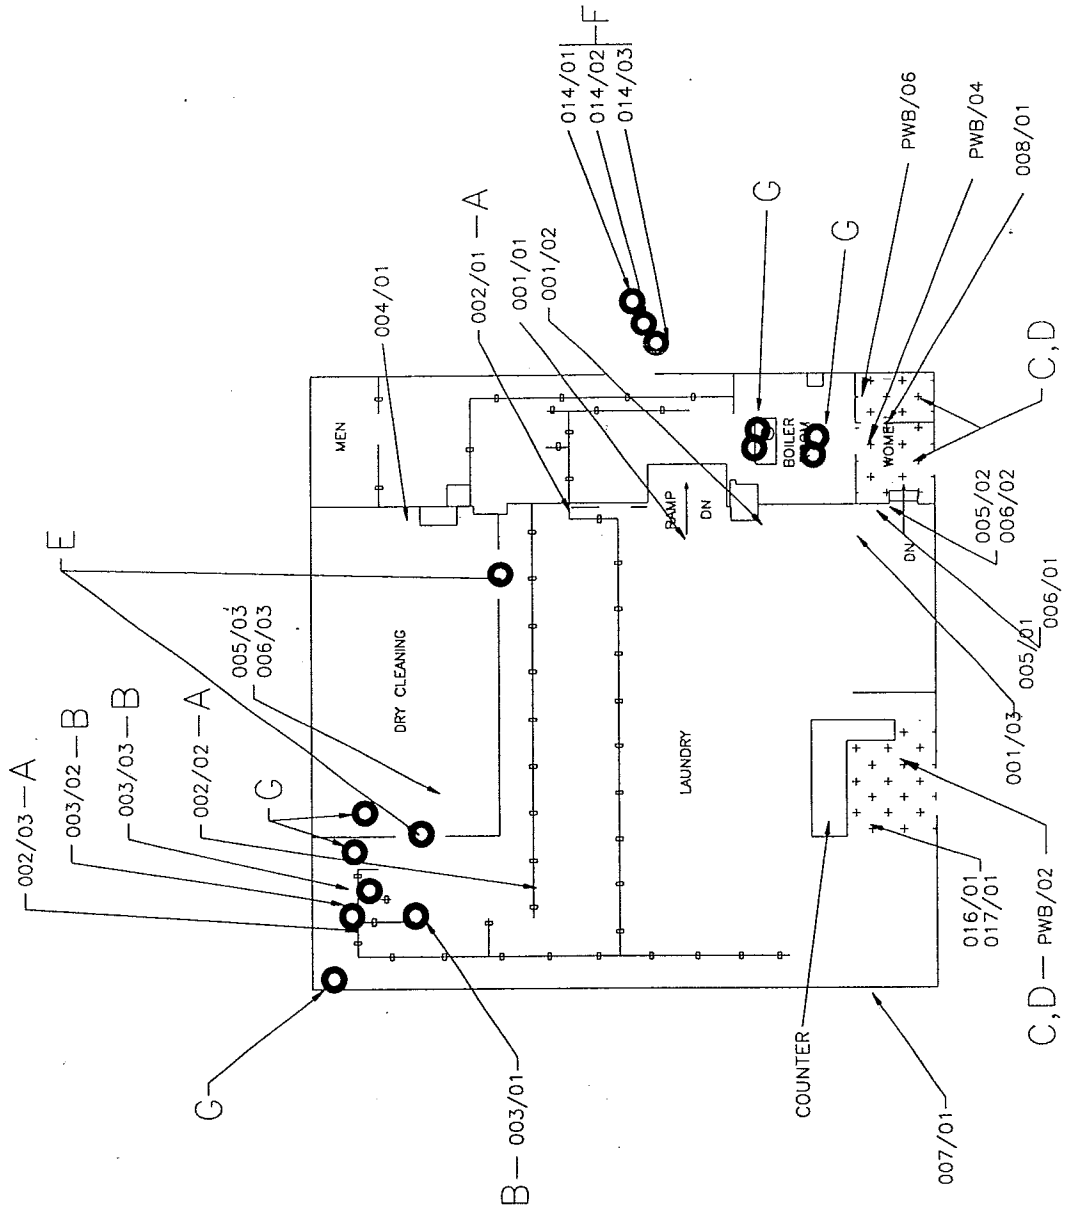 002/03 — A
003/02 — B
003/03 — B
002/02 — A
G
E
005/03
006/03
004/01
002/01 — A
001/01
001/02
014/01
014/02
014/03
F
MEN
DRY CLEANING
G
B — 003/01
LAUNDRY
RAMP
DN
BOILER
ROOM
G
G
WOMEN
PWB/06
PWB/04
008/01
C,D
005/02
006/02
DN
005/01
006/01
001/03
COUNTER
016/01
017/01
C,D — PWB/02
007/01